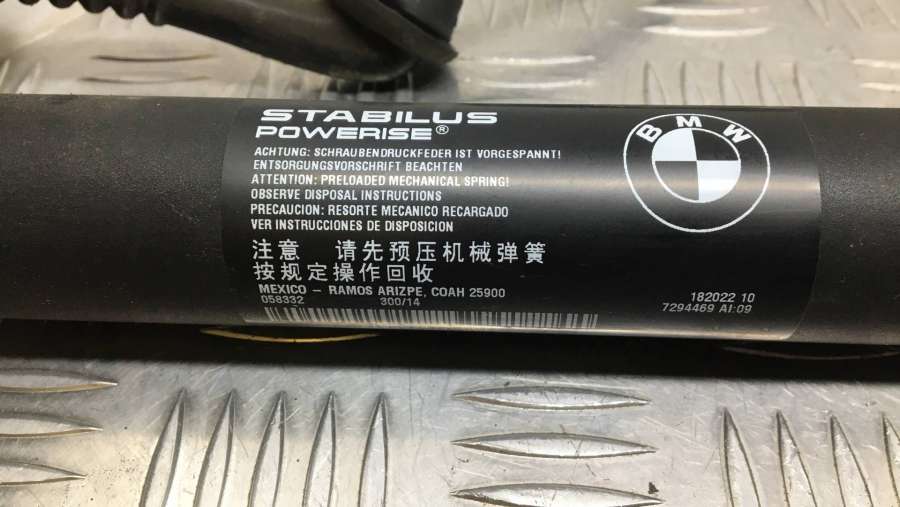 STABILUS
POWERISE®
ACHTUNG: SCHRAUBENDRUCKFEDER IST VORGESPANNT!
ENTSORGUNGSVORSCHRIFT BEACHTEN
ATTENTION: PRELOADED MECHANICAL SPRING!
OBSERVE DISPOSAL INSTRUCTIONS
PRECAUCION: RESORTE MECANICO RECARGADO
VER INSTRUCCIONES DE DISPOSICION
注意 请先预压机械弹簧
按规定操作回收
MEXICO – RAMOS ARIZPE, COAH 25900
058332 300/14
BMW
182022 10
7294469 AI:09